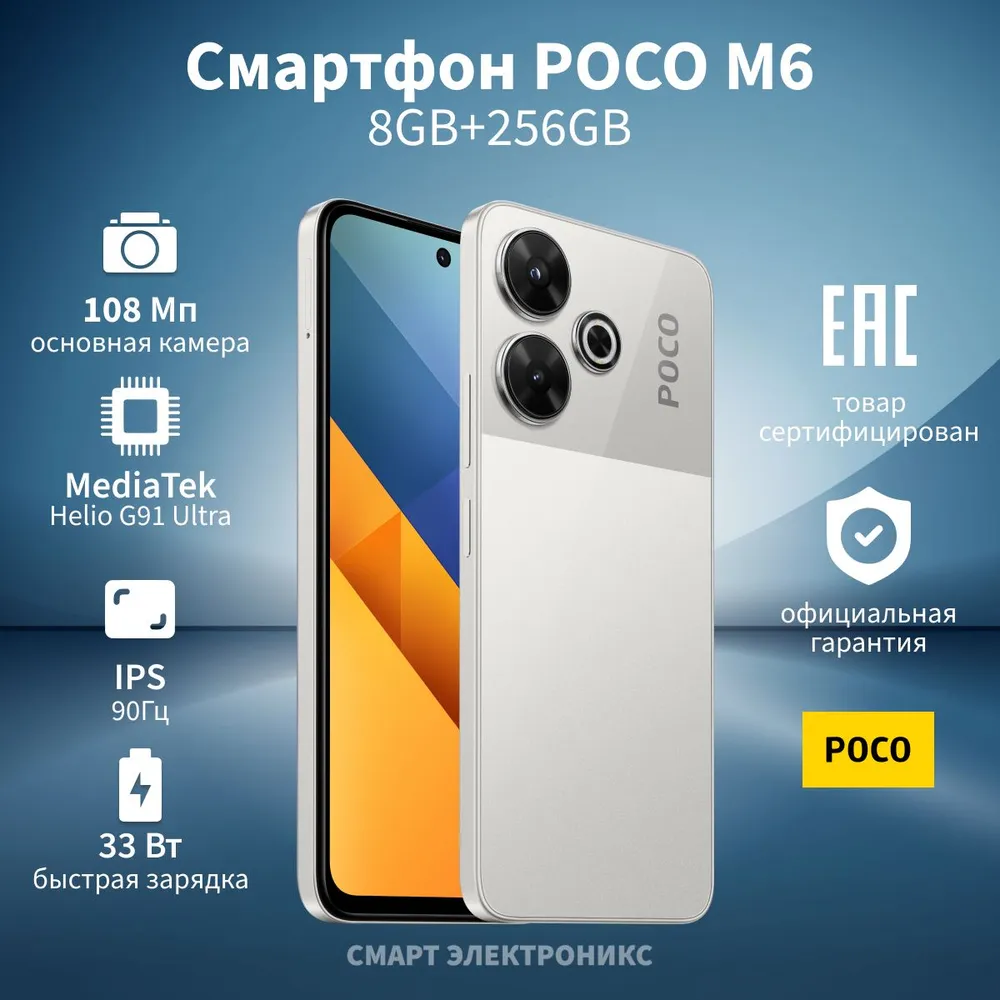 Смартфон POCO M6
8GB+256GB
108 Мп
основная камера
MediaTek
Helio G91 Ultra
IPS
90Гц
33 Вт
быстрая зарядка
POCO
EAC
товар
сертифицирован
официальная
гарантия
POCO
СМАРТ ЭЛЕКТРОНИКС